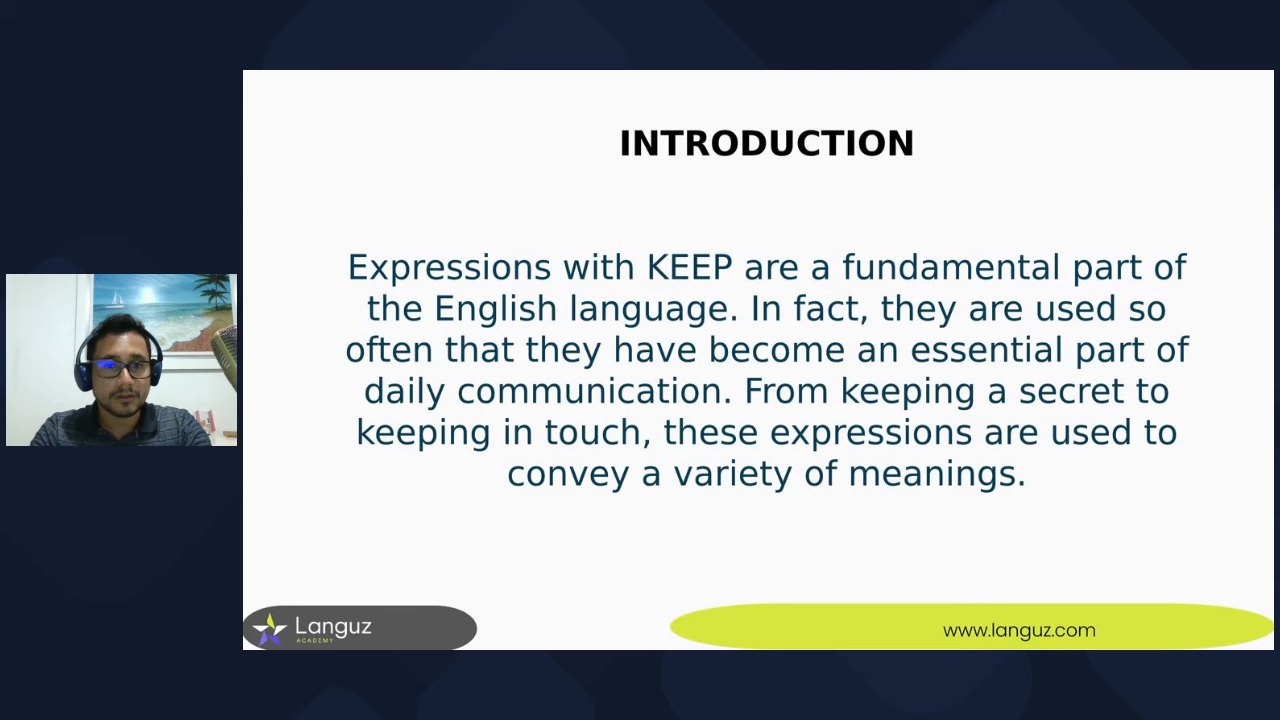 INTRODUCTION
Expressions with KEEP are a fundamental part of
the English language. In fact, they are used so
often that they have become an essential part of
daily communication. From keeping a secret to
keeping in touch, these expressions are used to
convey a variety of meanings.
Languz
ACADEMY
www.languz.com